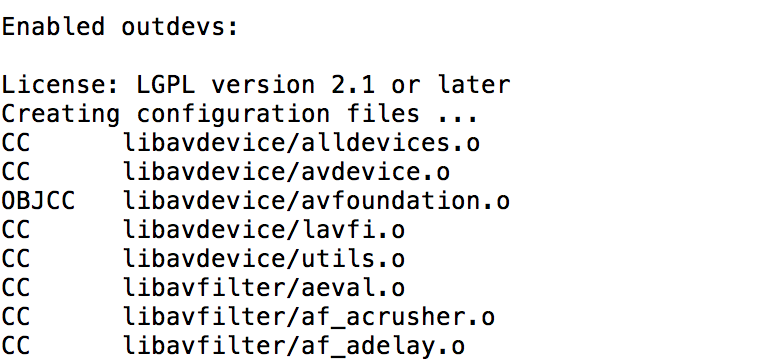 Enabled outdevs:

License: LGPL version 2.1 or later
Creating configuration files ...
CC      libavdevice/alldevices.o
CC      libavdevice/avdevice.o
OBJCC   libavdevice/avfoundation.o
CC      libavdevice/lavfi.o
CC      libavdevice/utils.o
CC      libavfilter/aeval.o
CC      libavfilter/af_acrusher.o
CC      libavfilter/af_adelay.o